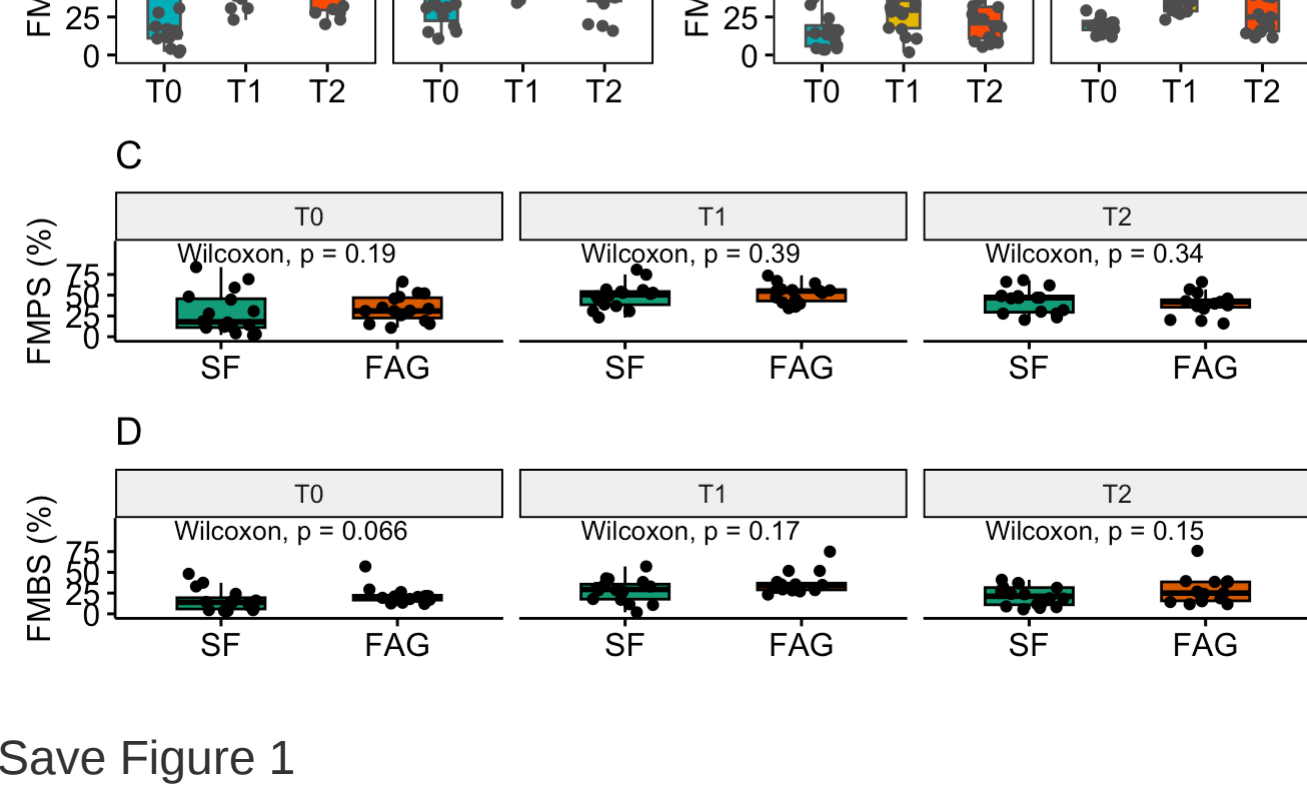 FM
25
0
T0 T1 T2
T0 T1 T2
FM
25
0
T0 T1 T2
T0 T1 T2
C
T0
T1
T2
Wilcoxon, p = 0.19
Wilcoxon, p = 0.39
Wilcoxon, p = 0.34
FMPS (%)
75
50
25
0
SF FAG
SF FAG
SF FAG
D
T0
T1
T2
Wilcoxon, p = 0.066
Wilcoxon, p = 0.17
Wilcoxon, p = 0.15
FMBS (%)
75
50
25
0
SF FAG
SF FAG
SF FAG
Save Figure 1